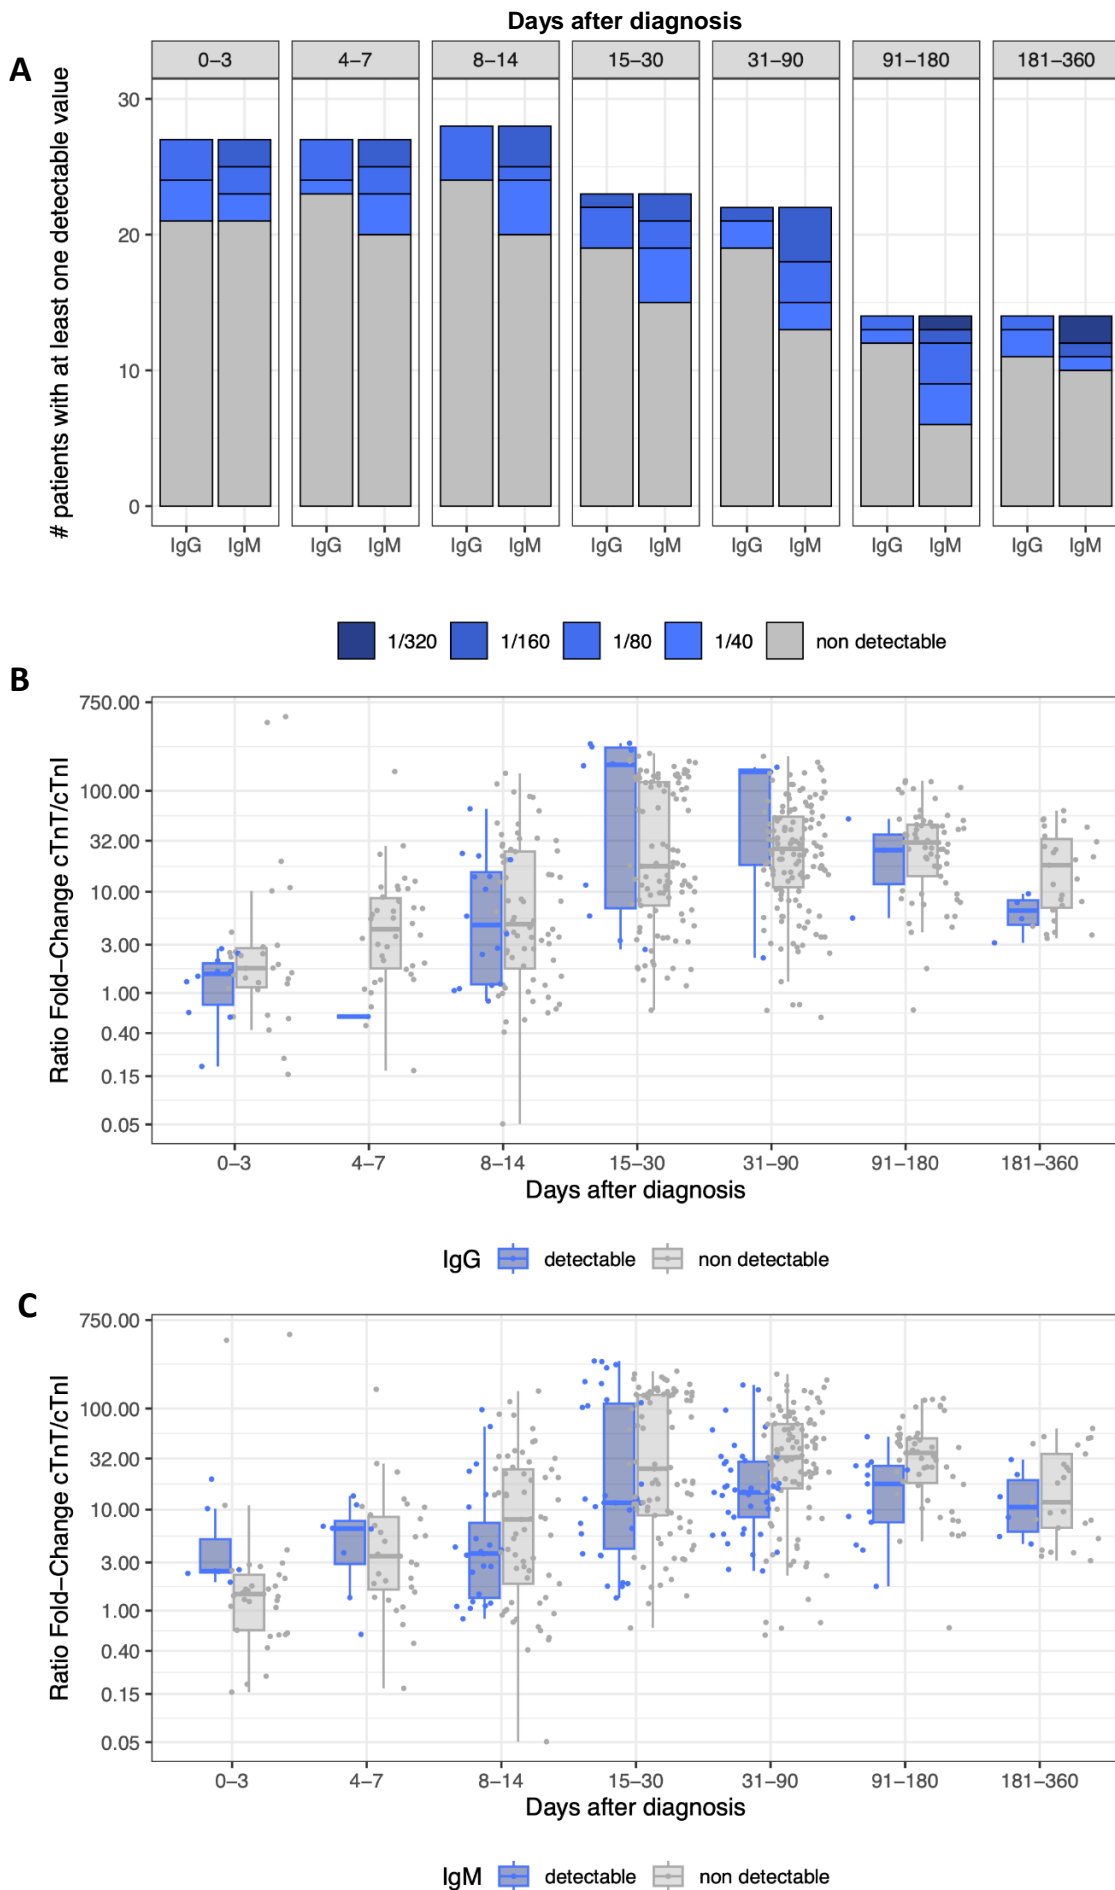 Days after diagnosis
A
0–3 4–7 8–14 15–30 31–90 91–180 181–360
# patients with at least one detectable value
30
20
10
0
IgG IgM IgG IgM IgG IgM IgG IgM IgG IgM IgG IgM IgG IgM
1/320 1/160 1/80 1/40 non detectable
B
Ratio Fold–Change cTnT/cTnI
750.00
100.00
32.00
10.00
3.00
1.00
0.40
0.15
0.05
0–3 4–7 8–14 15–30 31–90 91–180 181–360
Days after diagnosis
IgG detectable non detectable
C
Ratio Fold–Change cTnT/cTnI
750.00
100.00
32.00
10.00
3.00
1.00
0.40
0.15
0.05
0–3 4–7 8–14 15–30 31–90 91–180 181–360
Days after diagnosis
IgM detectable non detectable